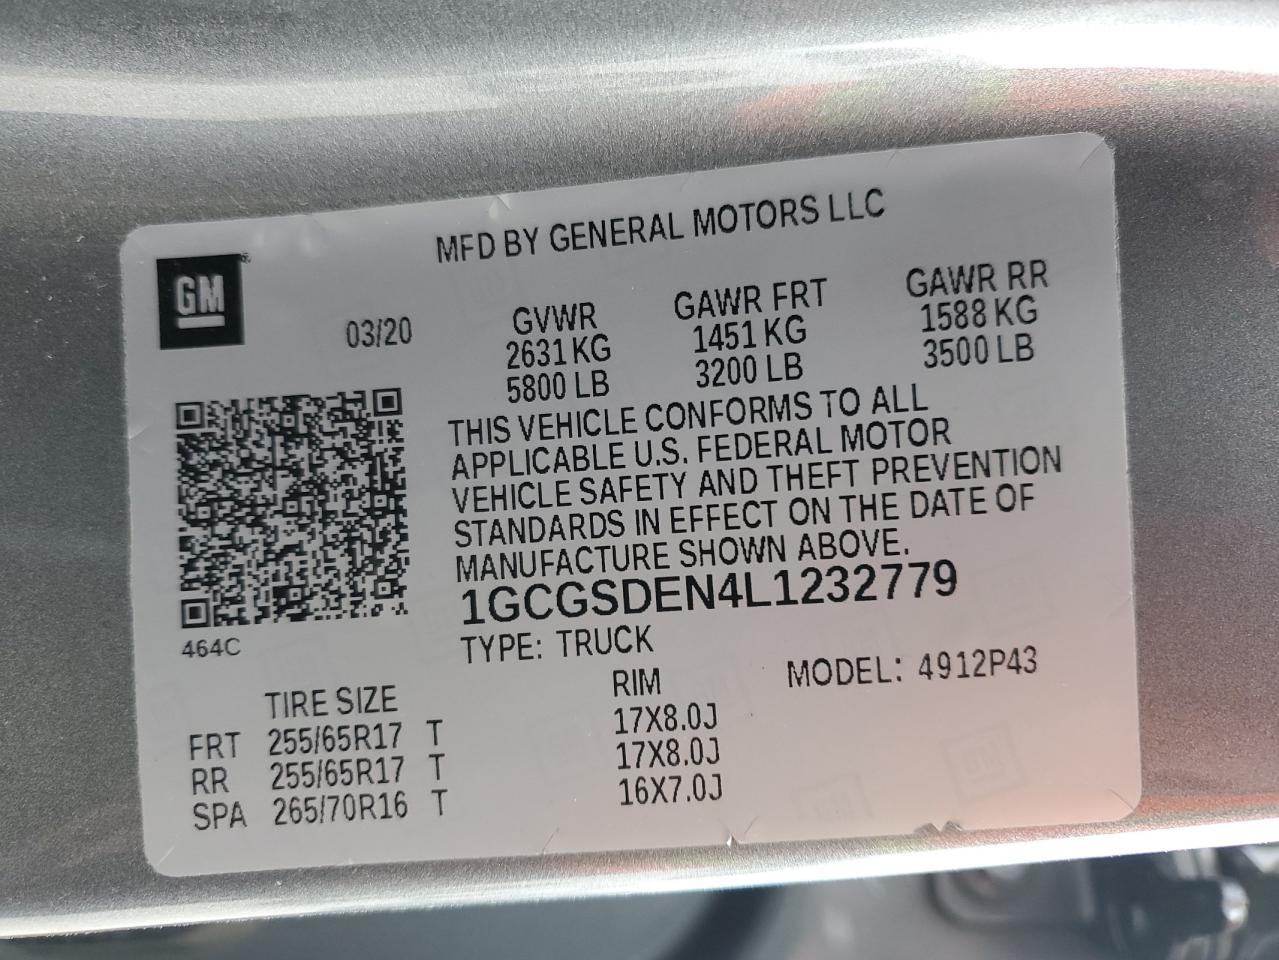 MFD BY GENERAL MOTORS LLC
GM®
03/20
GVWR GAWR FRT GAWR RR
2631 KG 1451 KG 1588 KG
5800 LB 3200 LB 3500 LB
THIS VEHICLE CONFORMS TO ALL
APPLICABLE U.S. FEDERAL MOTOR
VEHICLE SAFETY AND THEFT PREVENTION
STANDARDS IN EFFECT ON THE DATE OF
MANUFACTURE SHOWN ABOVE.
1GCGSDEN4L1232779
464C
TYPE: TRUCK
MODEL: 4912P43
TIRE SIZE RIM
FRT 255/65R17 T 17X8.0J
RR 255/65R17 T 17X8.0J
SPA 265/70R16 T 16X7.0J